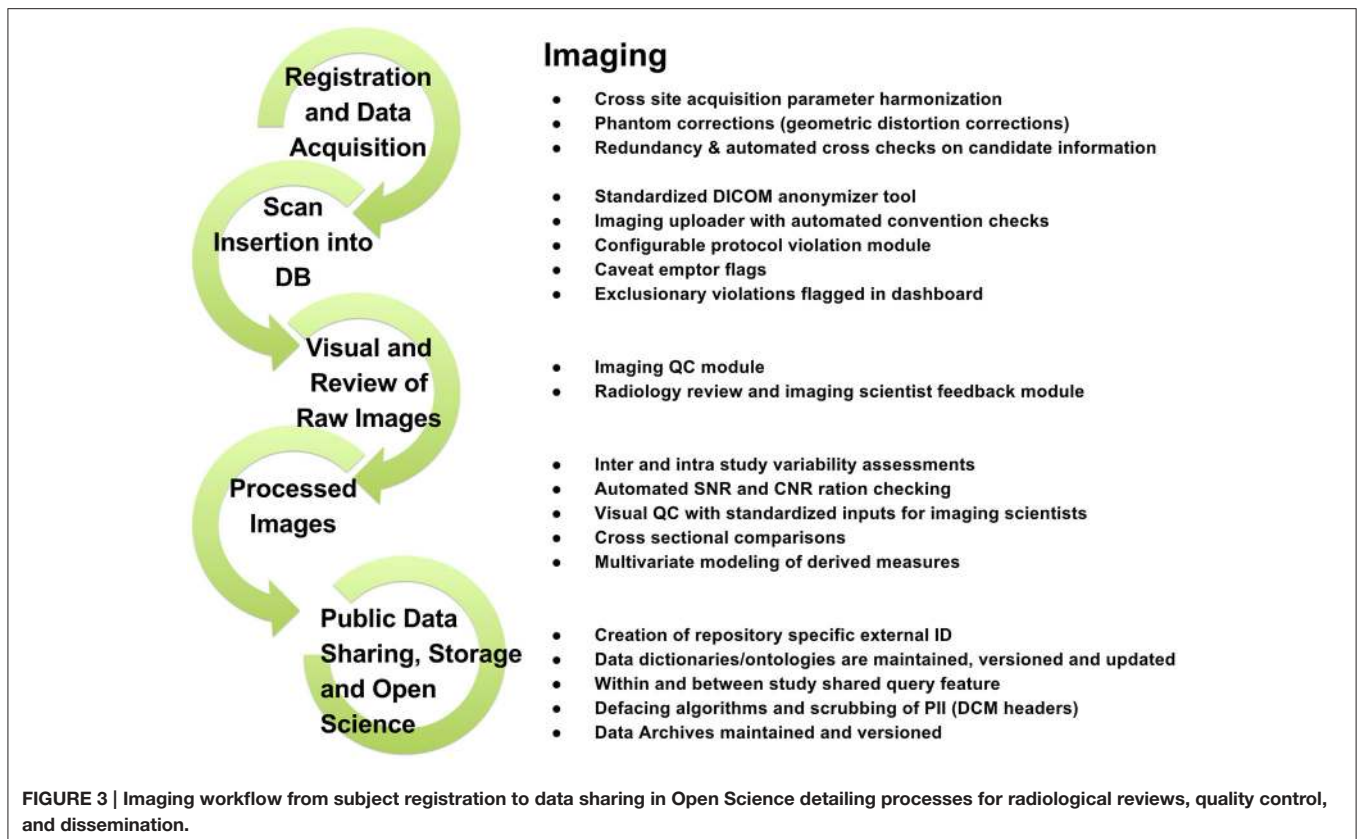 Imaging
Registration
and Data
Acquisition
● Cross site acquisition parameter harmonization
● Phantom corrections (geometric distortion corrections)
● Redundancy & automated cross checks on candidate information
Scan
Insertion into
DB
● Standardized DICOM anonymizer tool
● Imaging uploader with automated convention checks
● Configurable protocol violation module
● Caveat emptor flags
● Exclusionary violations flagged in dashboard
Visual and
Review of
Raw Images
● Imaging QC module
● Radiology review and imaging scientist feedback module
Processed
Images
● Inter and intra study variability assessments
● Automated SNR and CNR ration checking
● Visual QC with standardized inputs for imaging scientists
● Cross sectional comparisons
● Multivariate modeling of derived measures
Public Data
Sharing, Storage
and Open
Science
● Creation of repository specific external ID
● Data dictionaries/ontologies are maintained, versioned and updated
● Within and between study shared query feature
● Defacing algorithms and scrubbing of PII (DCM headers)
● Data Archives maintained and versioned
FIGURE 3 | Imaging workflow from subject registration to data sharing in Open Science detailing processes for radiological reviews, quality control,
and dissemination.